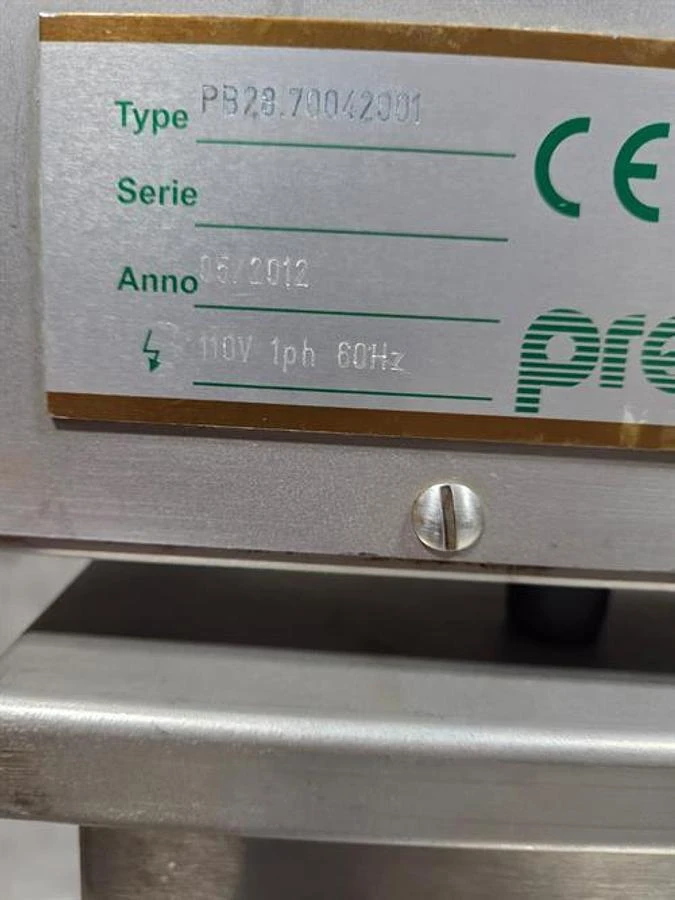 Type PB28.70042001
CE
Serie
Anno 05/2012
110V 1ph 60Hz
pre